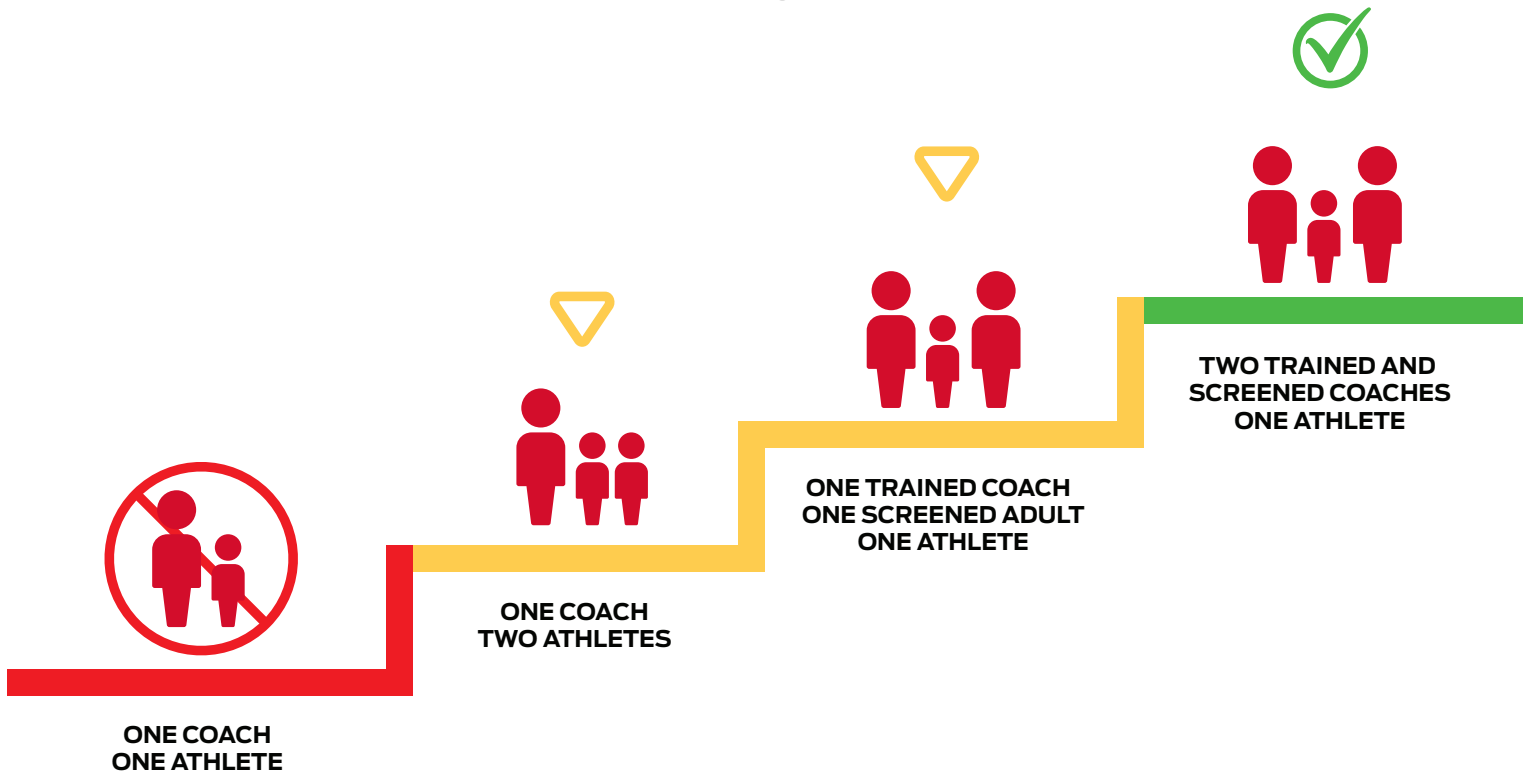 ONE COACH
ONE ATHLETE
ONE COACH
TWO ATHLETES
ONE TRAINED COACH
ONE SCREENED ADULT
ONE ATHLETE
TWO TRAINED AND
SCREENED COACHES
ONE ATHLETE